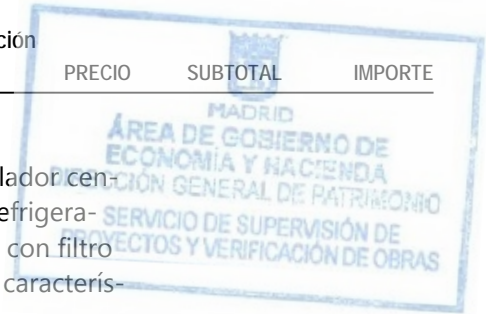 ción
PRECIO SUBTOTAL IMPORTE
MADRID
ÁREA DE GOBIERNO DE
ECONOMÍA Y HACIENDA
DIRECCIÓN GENERAL DE PATRIMONIO
SERVICIO DE SUPERVISIÓN DE
PROYECTOS Y VERIFICACIÓN DE OBRAS
lador cen-
efrigera-
con filtro
caracterís-